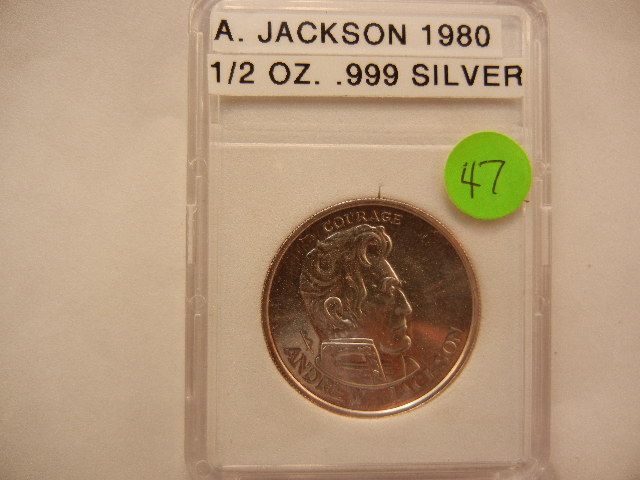 A. JACKSON 1980
1/2 OZ. .999 SILVER
47
COURAGE
ANDREW JACKSON